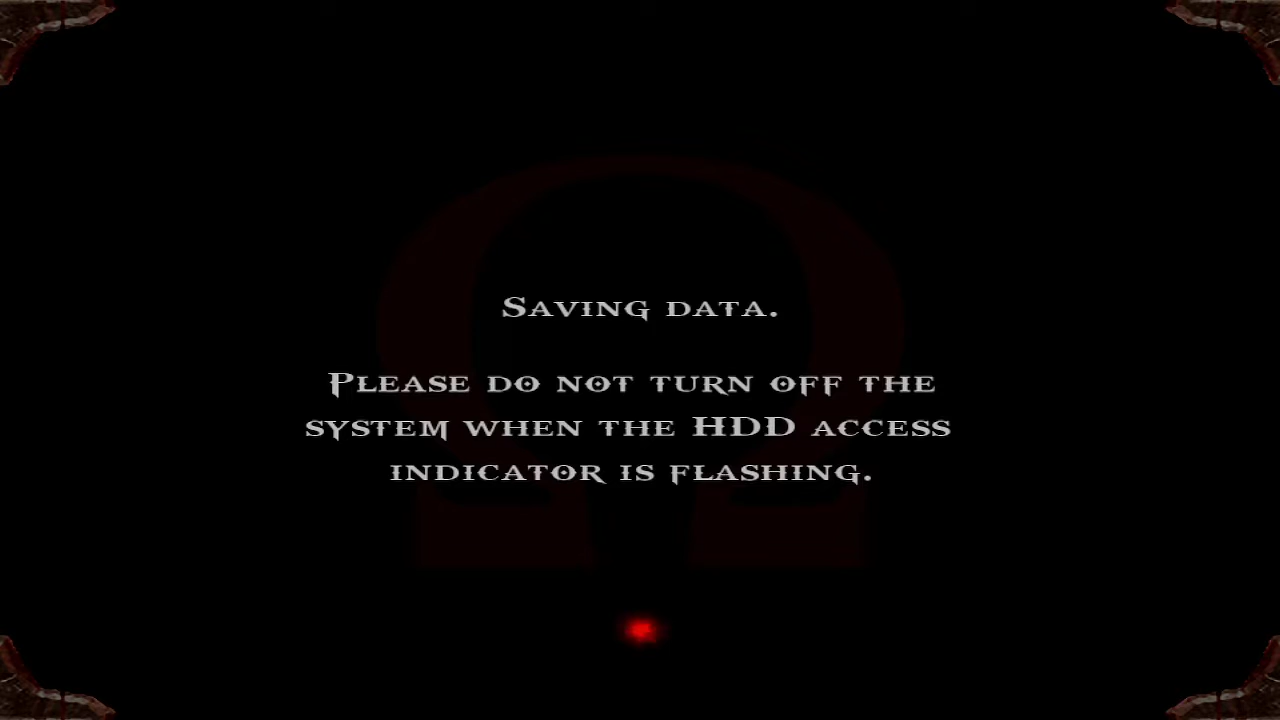 Saving data.
Please do not turn off the
system when the HDD access
indicator is flashing.